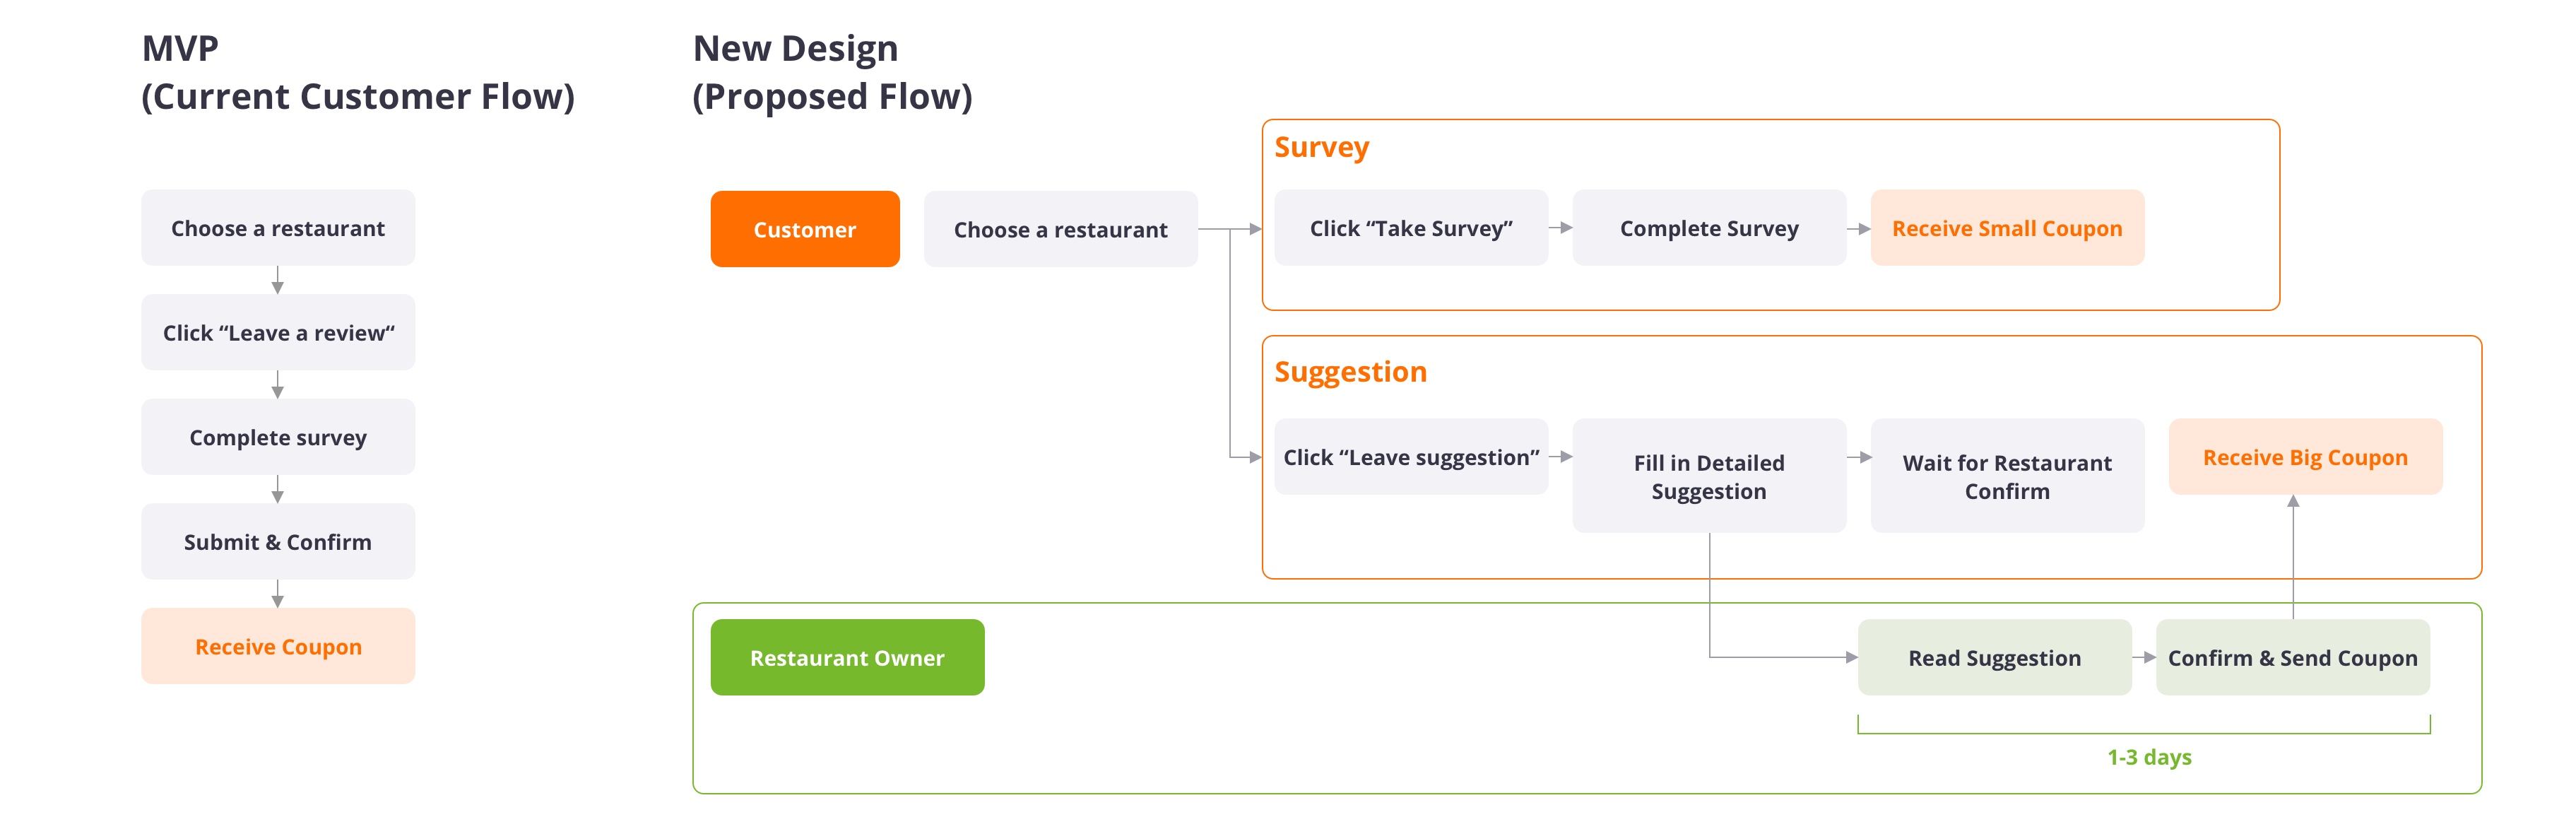 MVP
(Current Customer Flow)
Choose a restaurant
Click “Leave a review“
Complete survey
Submit & Confirm
Receive Coupon
New Design
(Proposed Flow)
Customer
Choose a restaurant
Survey
Click “Take Survey”
Complete Survey
Receive Small Coupon
Suggestion
Click “Leave suggestion”
Fill in Detailed
Suggestion
Wait for Restaurant
Confirm
Receive Big Coupon
Restaurant Owner
Read Suggestion
Confirm & Send Coupon
1-3 days